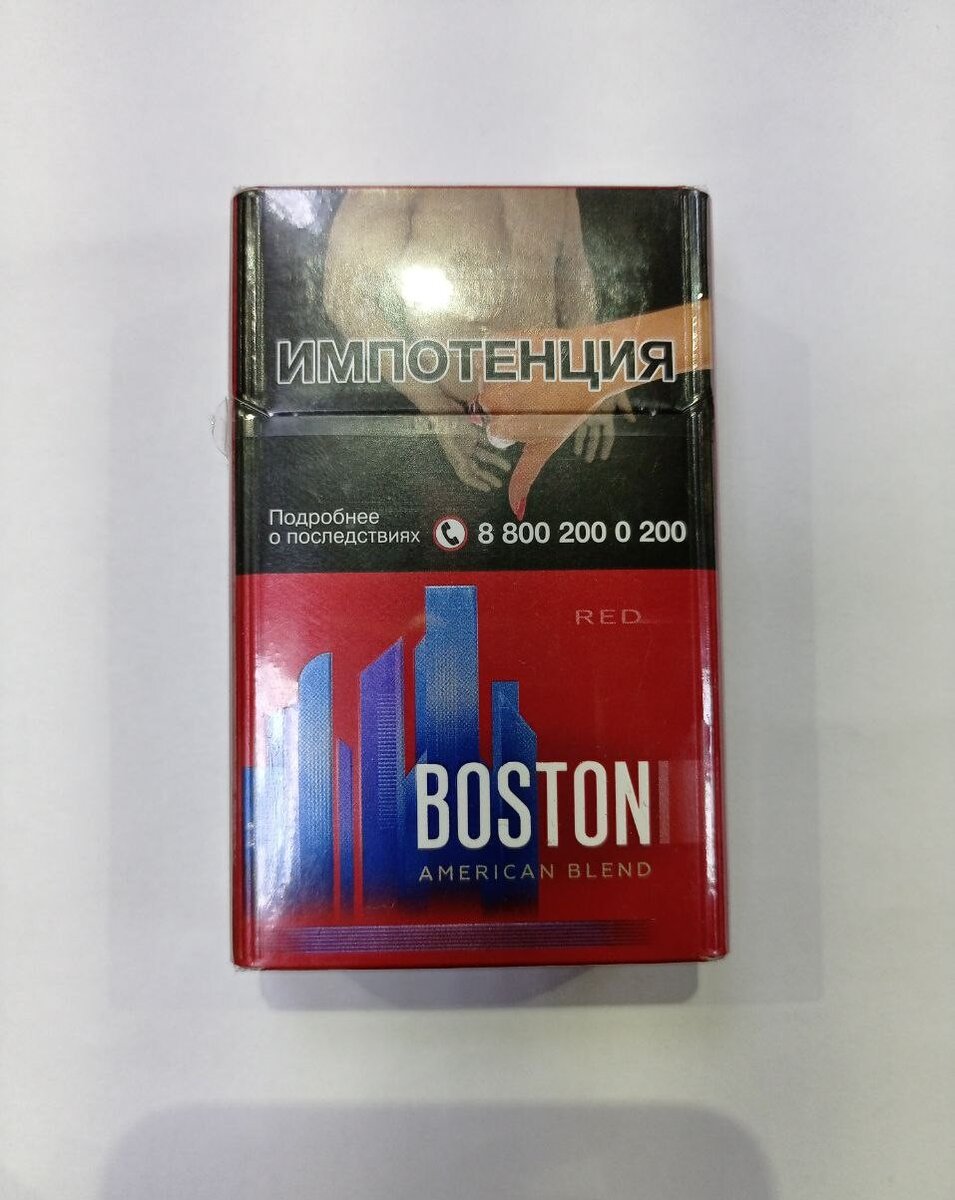 ИМПОТЕНЦИЯ
Подробнее
о последствиях 8 800 200 0 200
RED
BOSTON
AMERICAN BLEND